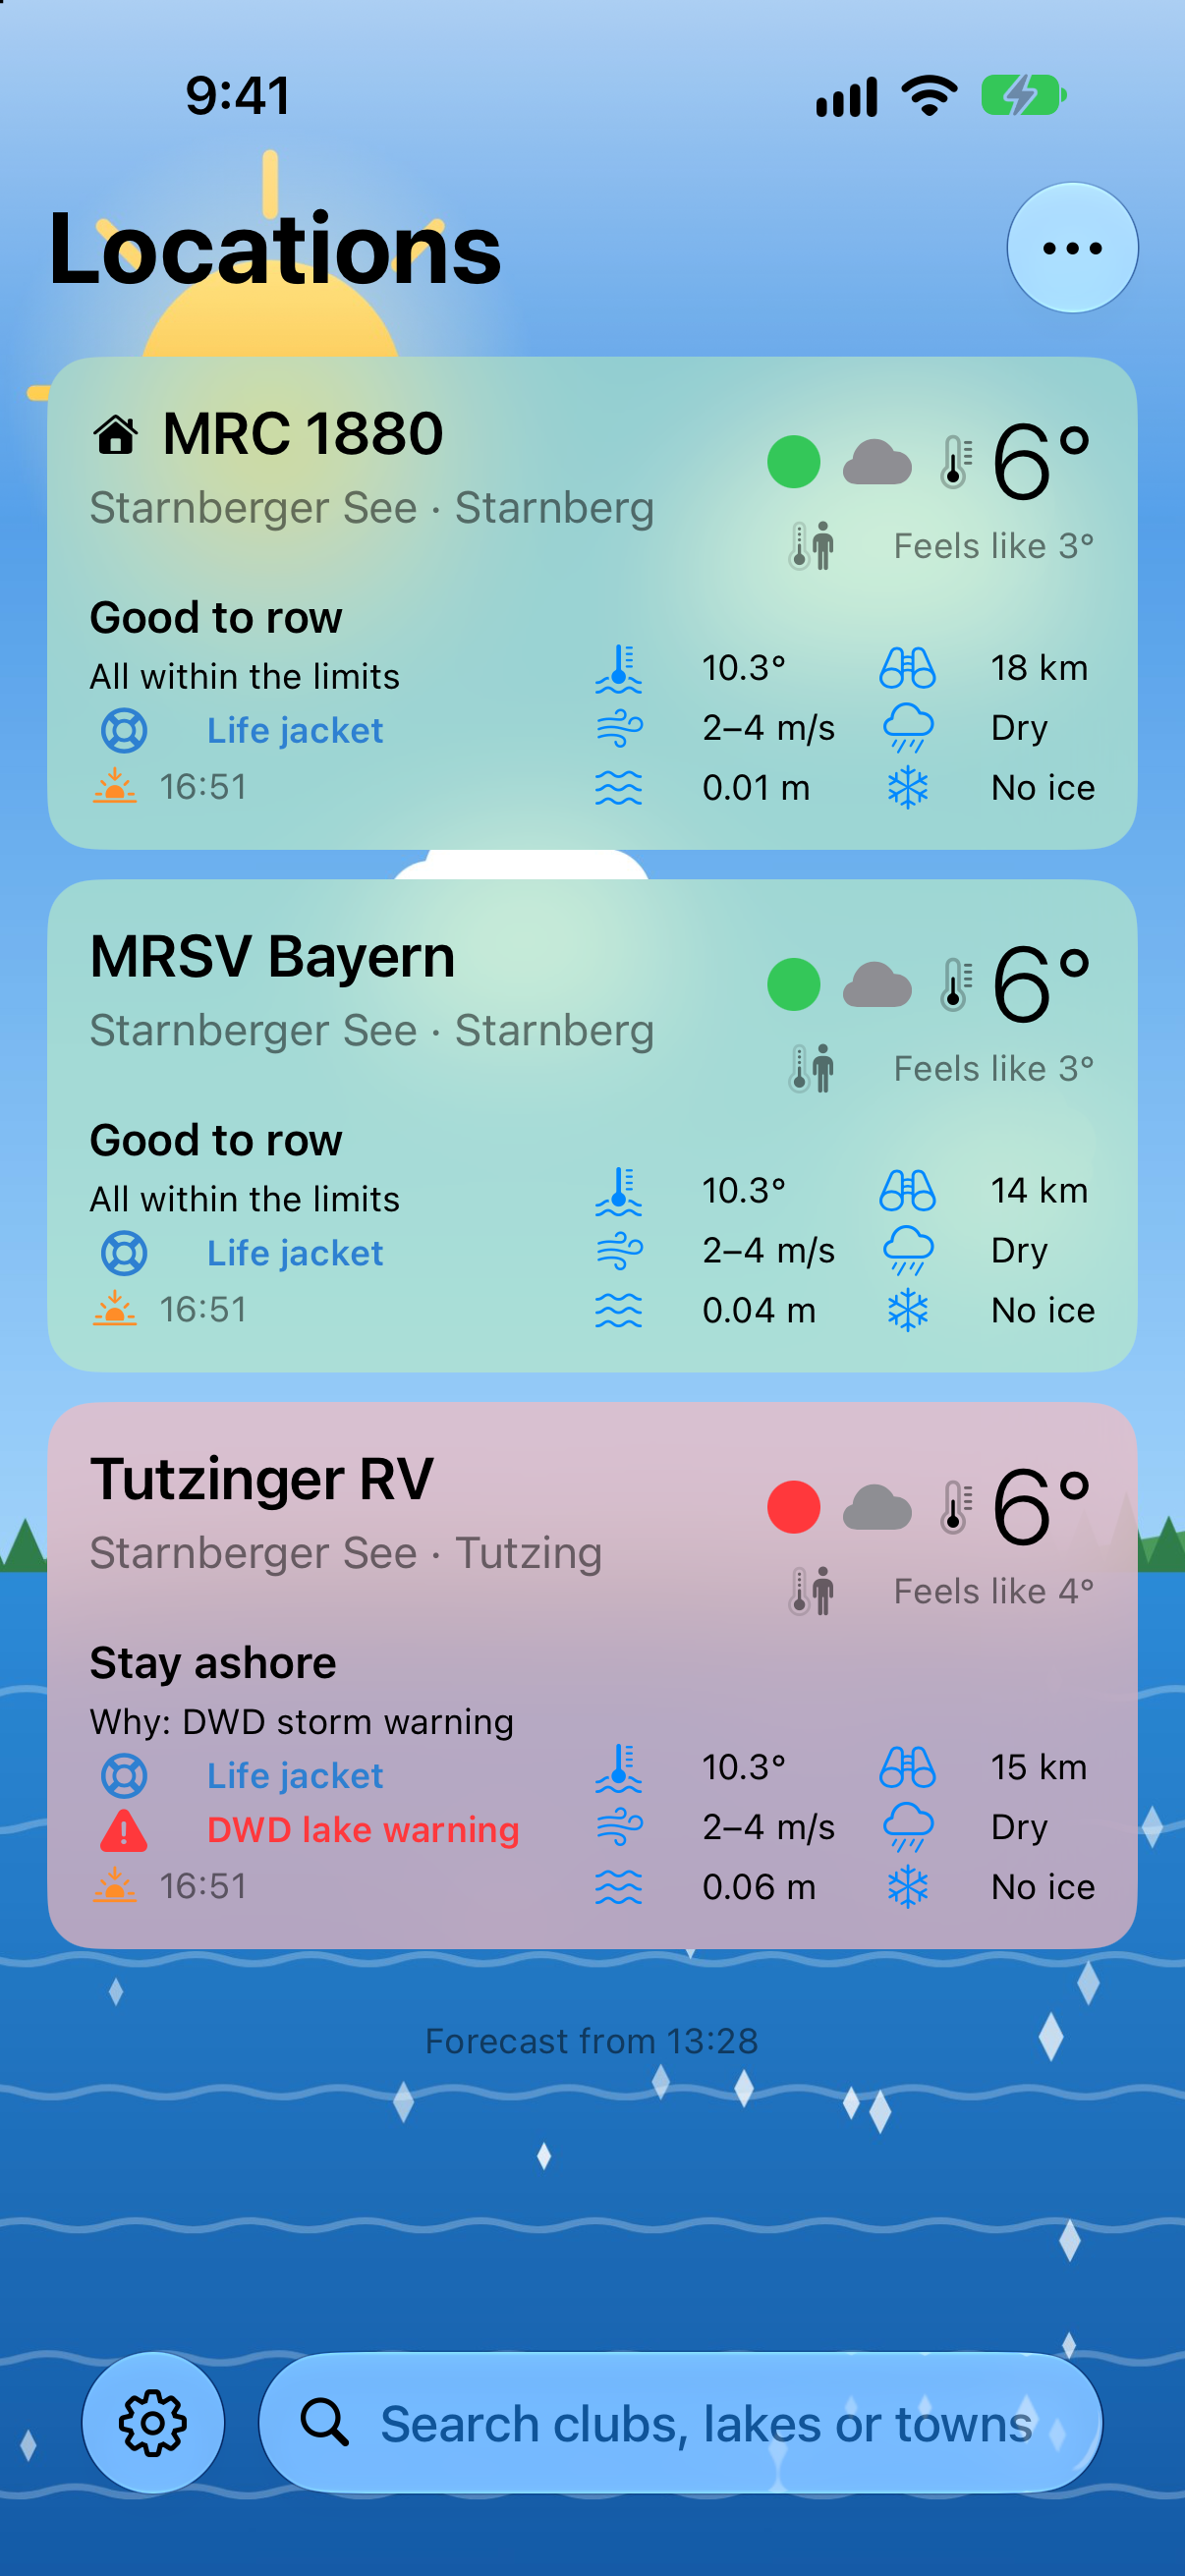 9:41
Locations
MRC 1880
6°
Starnberger See · Starnberg
Feels like 3°
Good to row
All within the limits
10.3°
18 km
Life jacket
2–4 m/s
Dry
16:51
0.01 m
No ice
MRSV Bayern
6°
Starnberger See · Starnberg
Feels like 3°
Good to row
All within the limits
10.3°
14 km
Life jacket
2–4 m/s
Dry
16:51
0.04 m
No ice
Tutzinger RV
6°
Starnberger See · Tutzing
Feels like 4°
Stay ashore
Why: DWD storm warning
Life jacket
10.3°
15 km
DWD lake warning
2–4 m/s
Dry
16:51
0.06 m
No ice
Forecast from 13:28
Search clubs, lakes or towns